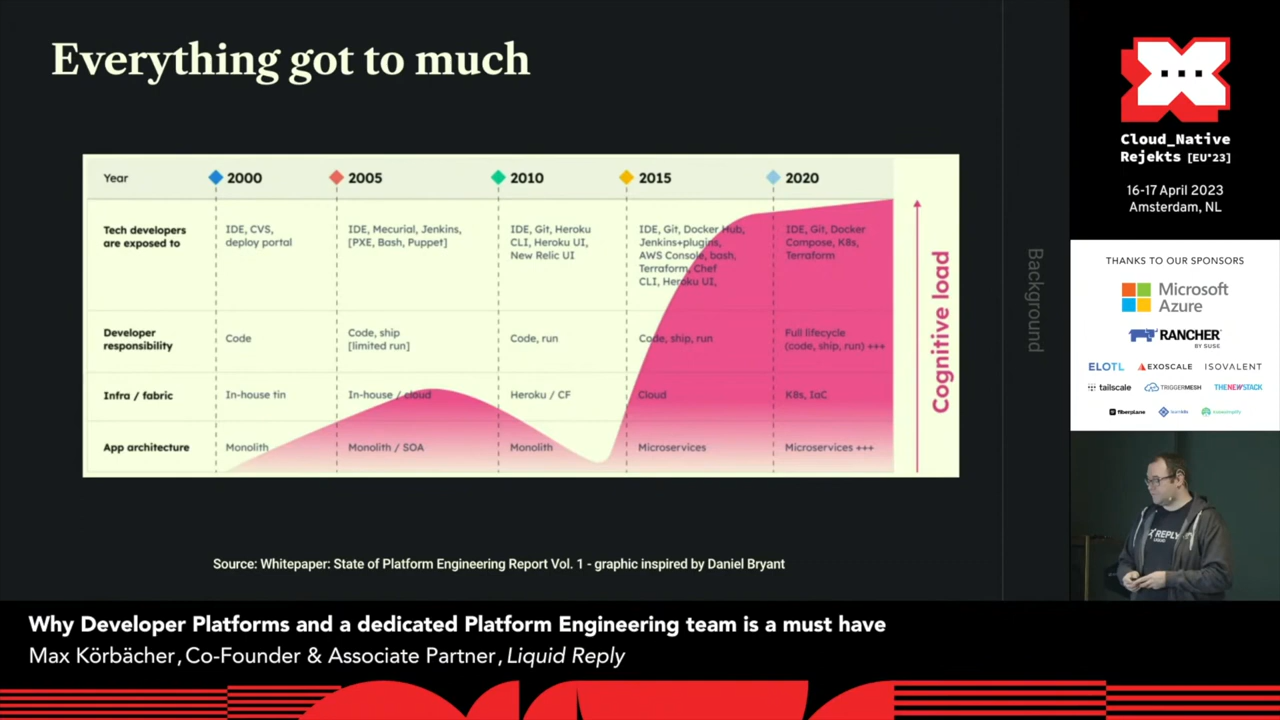 Everything got to much
Year
2000
2005
2010
2015
2020
Tech developers
are exposed to
IDE, CVS,
deploy portal
IDE, Mecurial, Jenkins,
[PXE, Bash, Puppet]
IDE, Git, Heroku
CLI, Heroku UI,
New Relic UI
IDE, Git, Docker Hub,
Jenkins+plugins,
AWS Console, bash,
Terraform, Chef
CLI, Heroku UI,
IDE, Git, Docker
Compose, K8s,
Terraform
Developer
responsibility
Code
Code, ship
[limited run]
Code, run
Code, ship, run
Full lifecycle
(code, ship, run) +++
Infra / fabric
In-house tin
In-house / cloud
Heroku / CF
Cloud
K8s, IaC
App architecture
Monolith
Monolith / SOA
Monolith
Microservices
Microservices +++
Cognitive load
Source: Whitepaper: State of Platform Engineering Report Vol. 1 - graphic inspired by Daniel Bryant
Background
Cloud_Native
Rejekts [EU'23]
16-17 April 2023
Amsterdam, NL
THANKS TO OUR SPONSORS
Microsoft
Azure
RANCHER
BY SUSE
ELOTL
EXOSCALE
ISOVALENT
tailscale
TRIGGERMESH
THENEWSTACK
fiberplane
REPLY
Why Developer Platforms and a dedicated Platform Engineering team is a must have
Max Körbächer, Co-Founder & Associate Partner, Liquid Reply